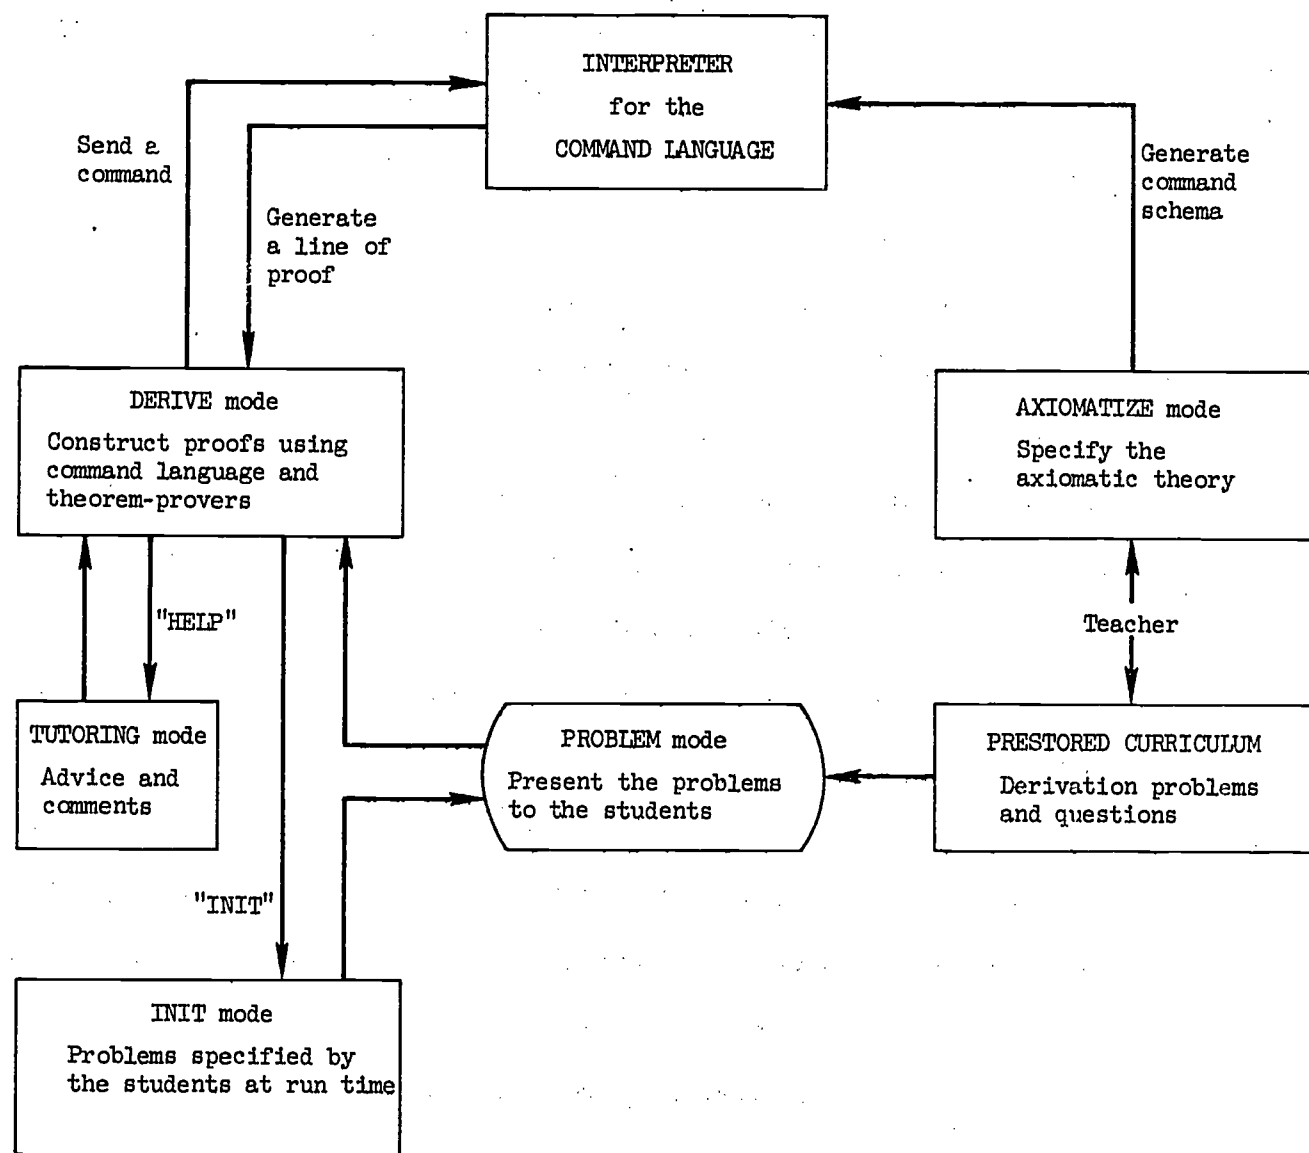 INTERPRETER
for the
COMMAND LANGUAGE
Send a
command
Generate
a line of
proof
Generate
command
schema
DERIVE mode
Construct proofs using
command language and
theorem-provers
AXIOMATIZE mode
Specify the
axiomatic theory
"HELP"
Teacher
TUTORING mode
Advice and
comments
PROBLEM mode
Present the problems
to the students
PRESTORED CURRICULUM
Derivation problems
and questions
"INIT"
INIT mode
Problems specified by
the students at run time